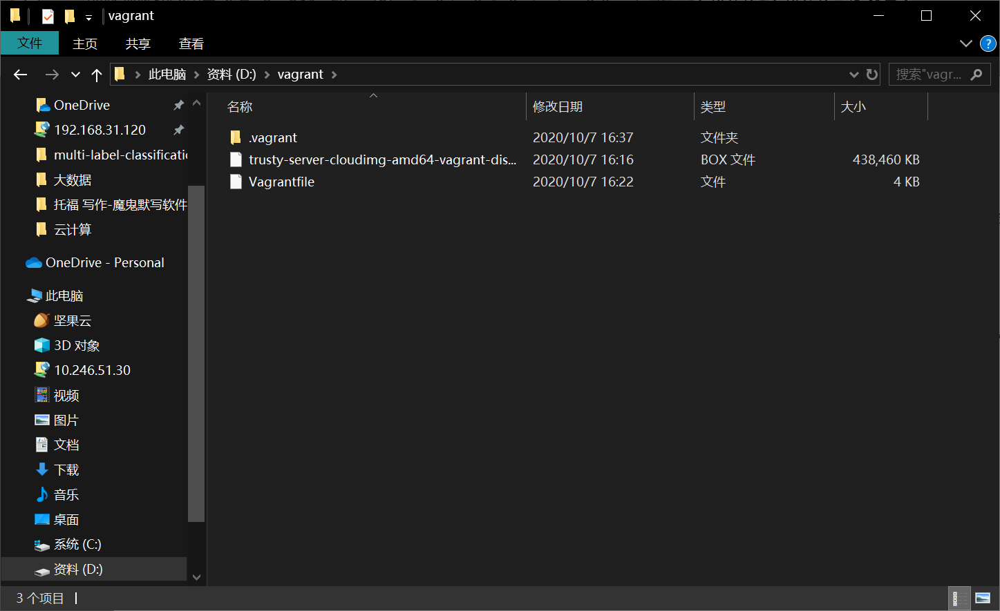 vagrant
文件 主页 共享 查看
此电脑 资料 (D:) vagrant 搜索"vagr...
名称 修改日期 类型 大小
OneDrive
192.168.31.120
multi-label-classificatic
大数据
托福 写作-魔鬼默写软件
云计算
OneDrive - Personal
此电脑
坚果云
3D 对象
10.246.51.30
视频
图片
文档
下载
音乐
桌面
系统 (C:)
资料 (D:)
.vagrant 2020/10/7 16:37 文件夹
trusty-server-cloudimg-amd64-vagrant-dis... 2020/10/7 16:16 BOX 文件 438,460 KB
Vagrantfile 2020/10/7 16:22 文件 4 KB
3 个项目